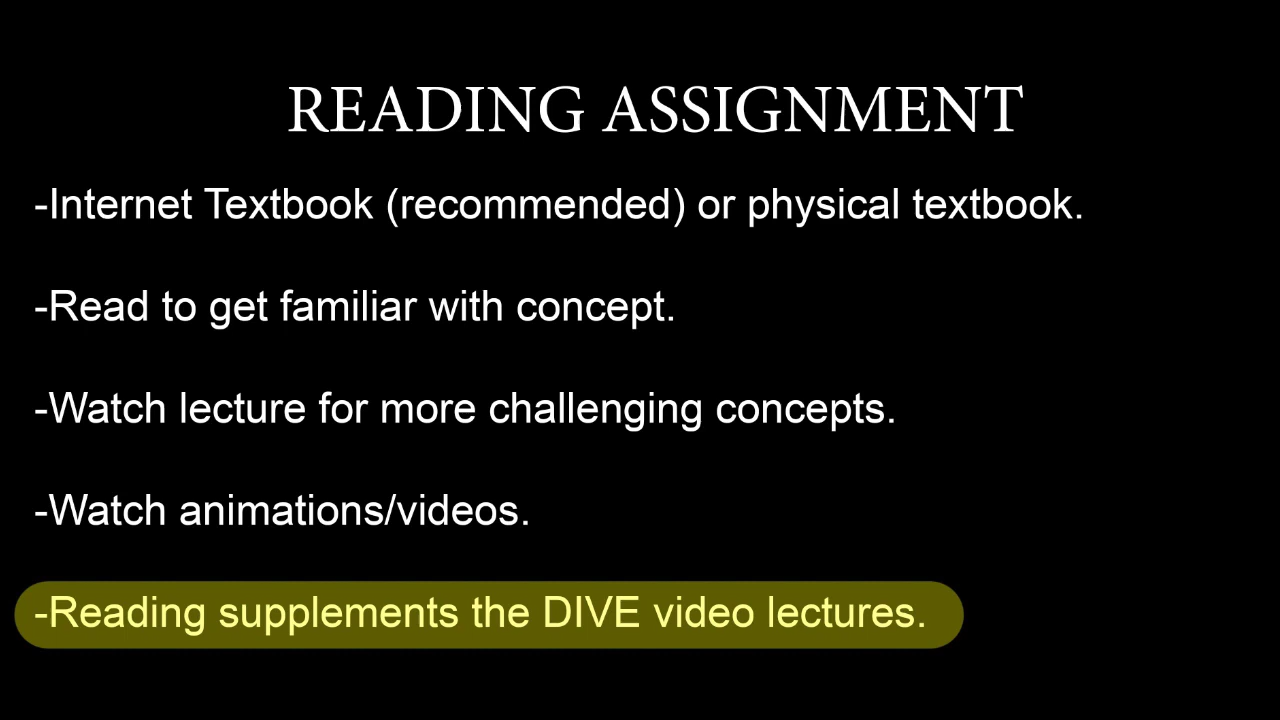 READING ASSIGNMENT
-Internet Textbook (recommended) or physical textbook.
-Read to get familiar with concept.
-Watch lecture for more challenging concepts.
-Watch animations/videos.
-Reading supplements the DIVE video lectures.